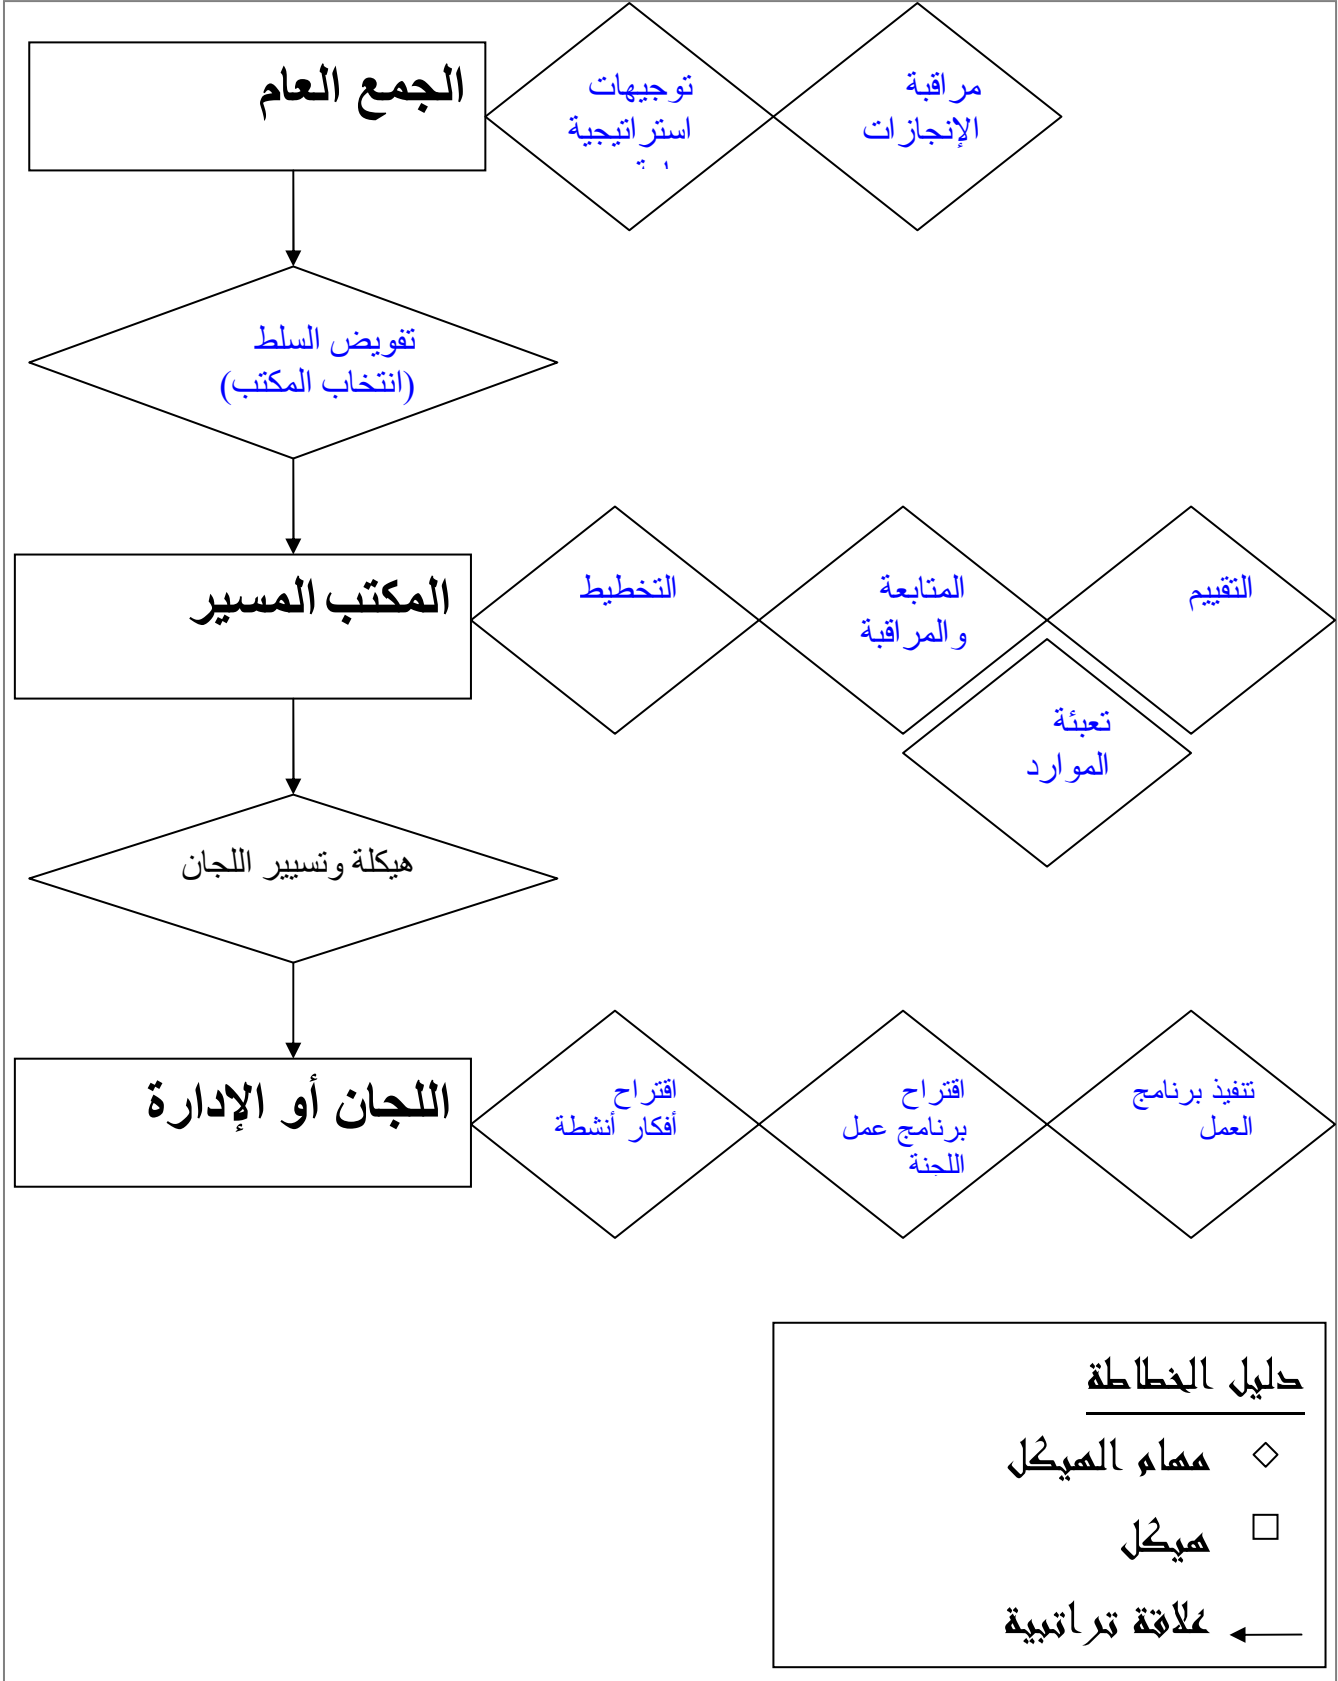 الجمع العام
توجيهات
استراتيجية
مراقبة
الإنجازات
تفويض السلط
(انتخاب المكتب)
المكتب المسير
التخطيط
المتابعة
والمراقبة
التقييم
تعبئة
الموارد
هيكلة وتسيير اللجان
اللجان أو الإدارة
اقتراح
أفكار أنشطة
اقتراح
برنامج عمل
اللجنة
تنفيذ برنامج
العمل
دليل الخطاطة
مهام الهيكل
هيكل
علاقة تراتبية